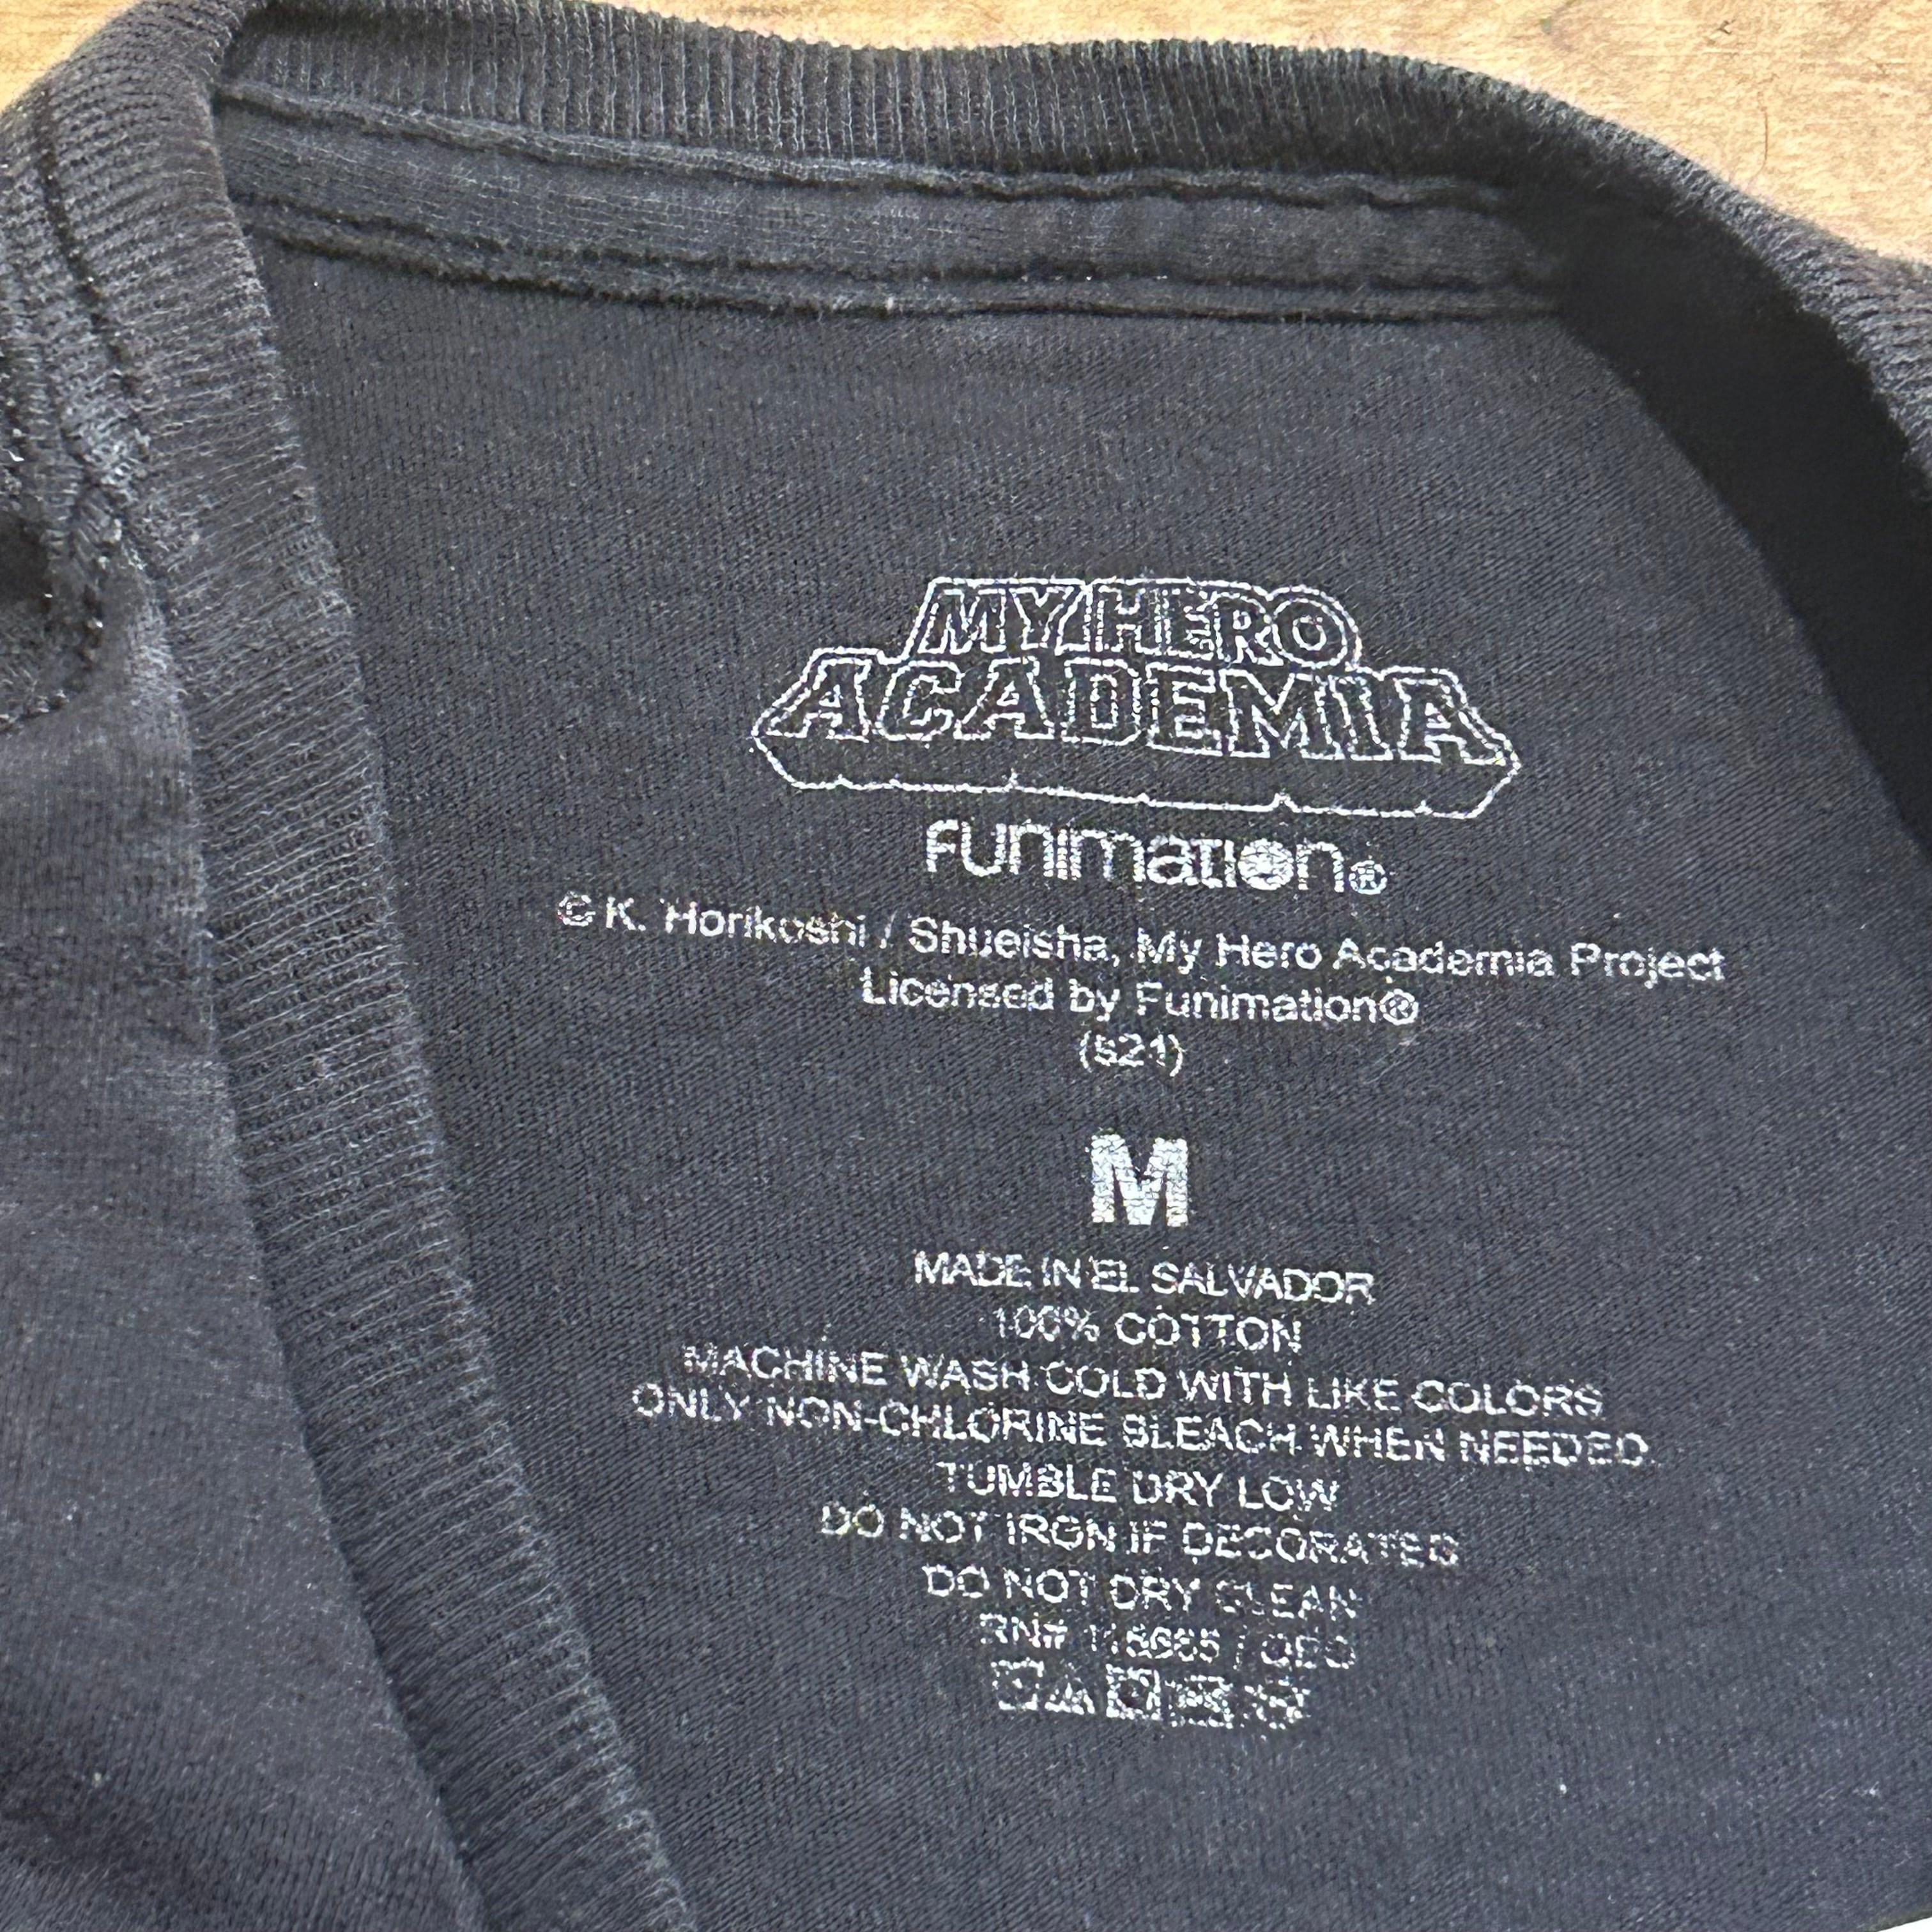 MY HERO
ACADEMIA
FUNIMATION®
© K. Horikoshi / Shueisha, My Hero Academia Project
Licensed by Funimation®
(s21)
M
MADE IN EL SALVADOR
100% COTTON
MACHINE WASH COLD WITH LIKE COLORS
ONLY NON-CHLORINE BLEACH WHEN NEEDED
TUMBLE DRY LOW
DO NOT IRON IF DECORATED
DO NOT DRY CLEAN
RN#